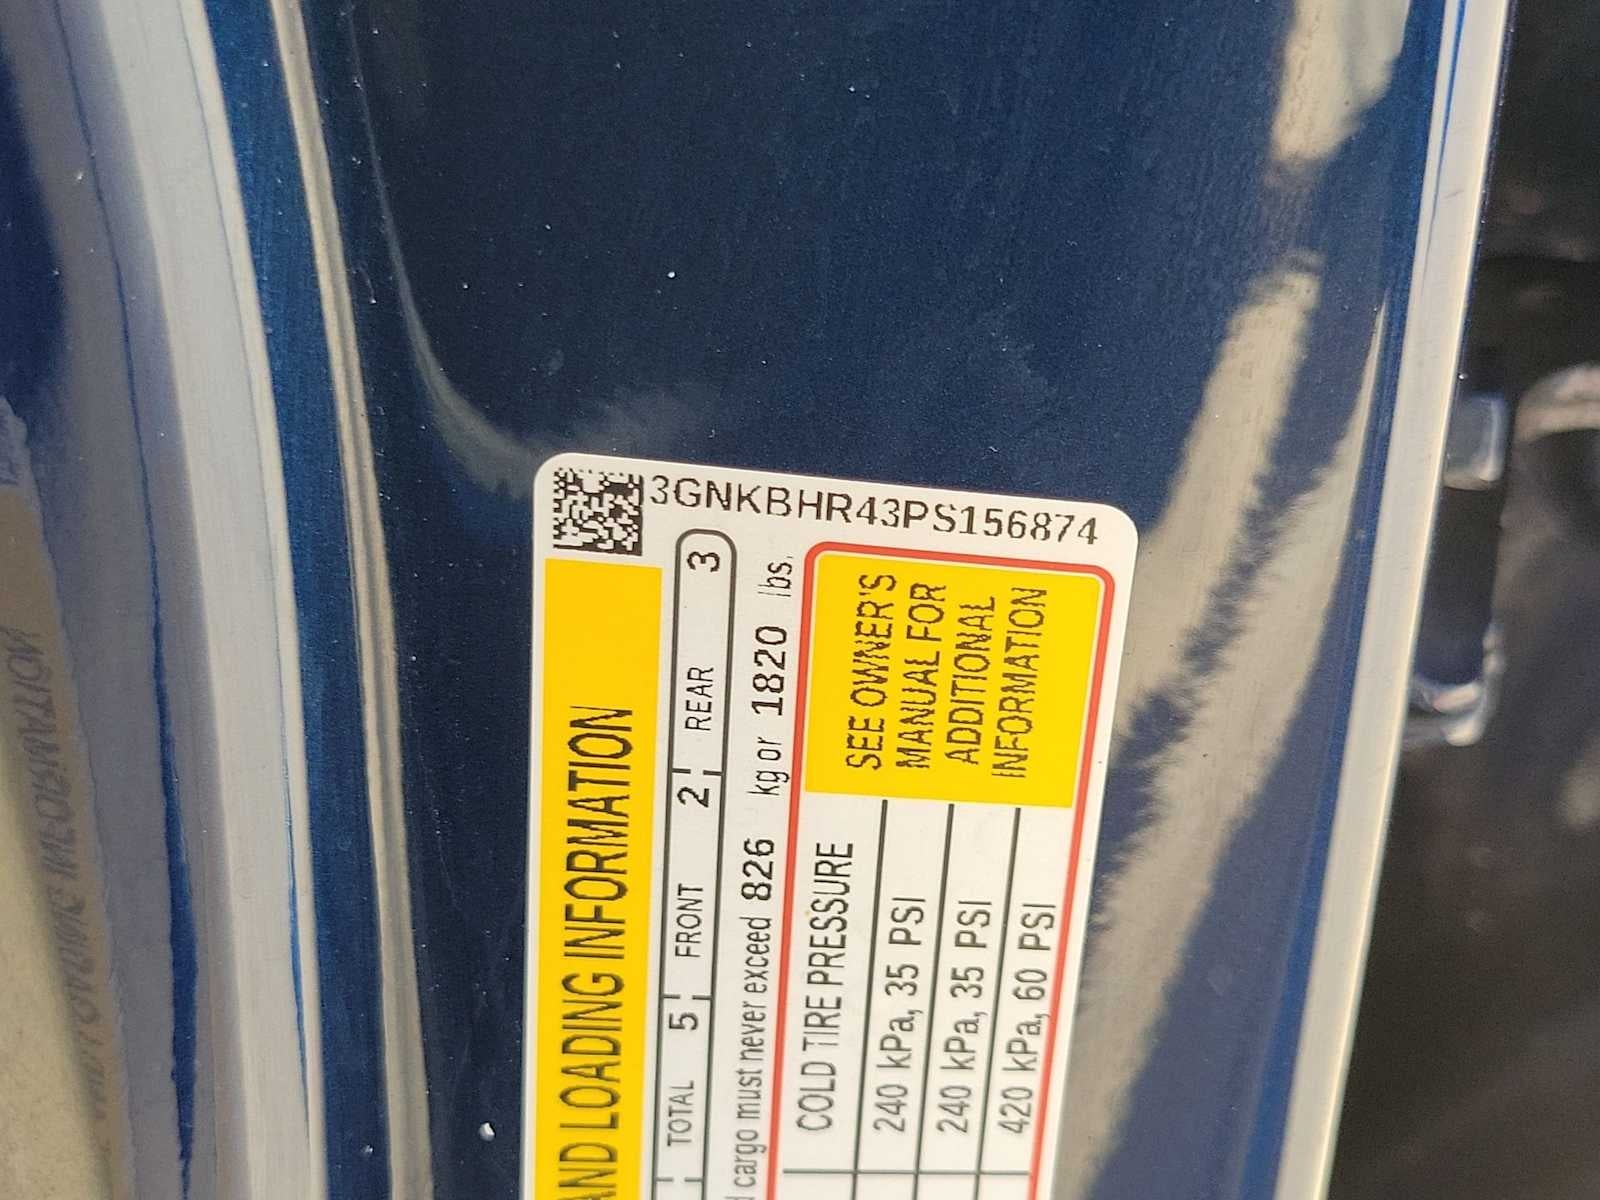 3GNKBHR43PS156874
AND LOADING INFORMATION
TOTAL 5 FRONT 2 REAR 3
cargo must never exceed 826 kg or 1820 lbs.
COLD TIRE PRESSURE
240 kPa, 35 PSI
240 kPa, 35 PSI
420 kPa, 60 PSI
SEE OWNER'S
MANUAL FOR
ADDITIONAL
INFORMATION